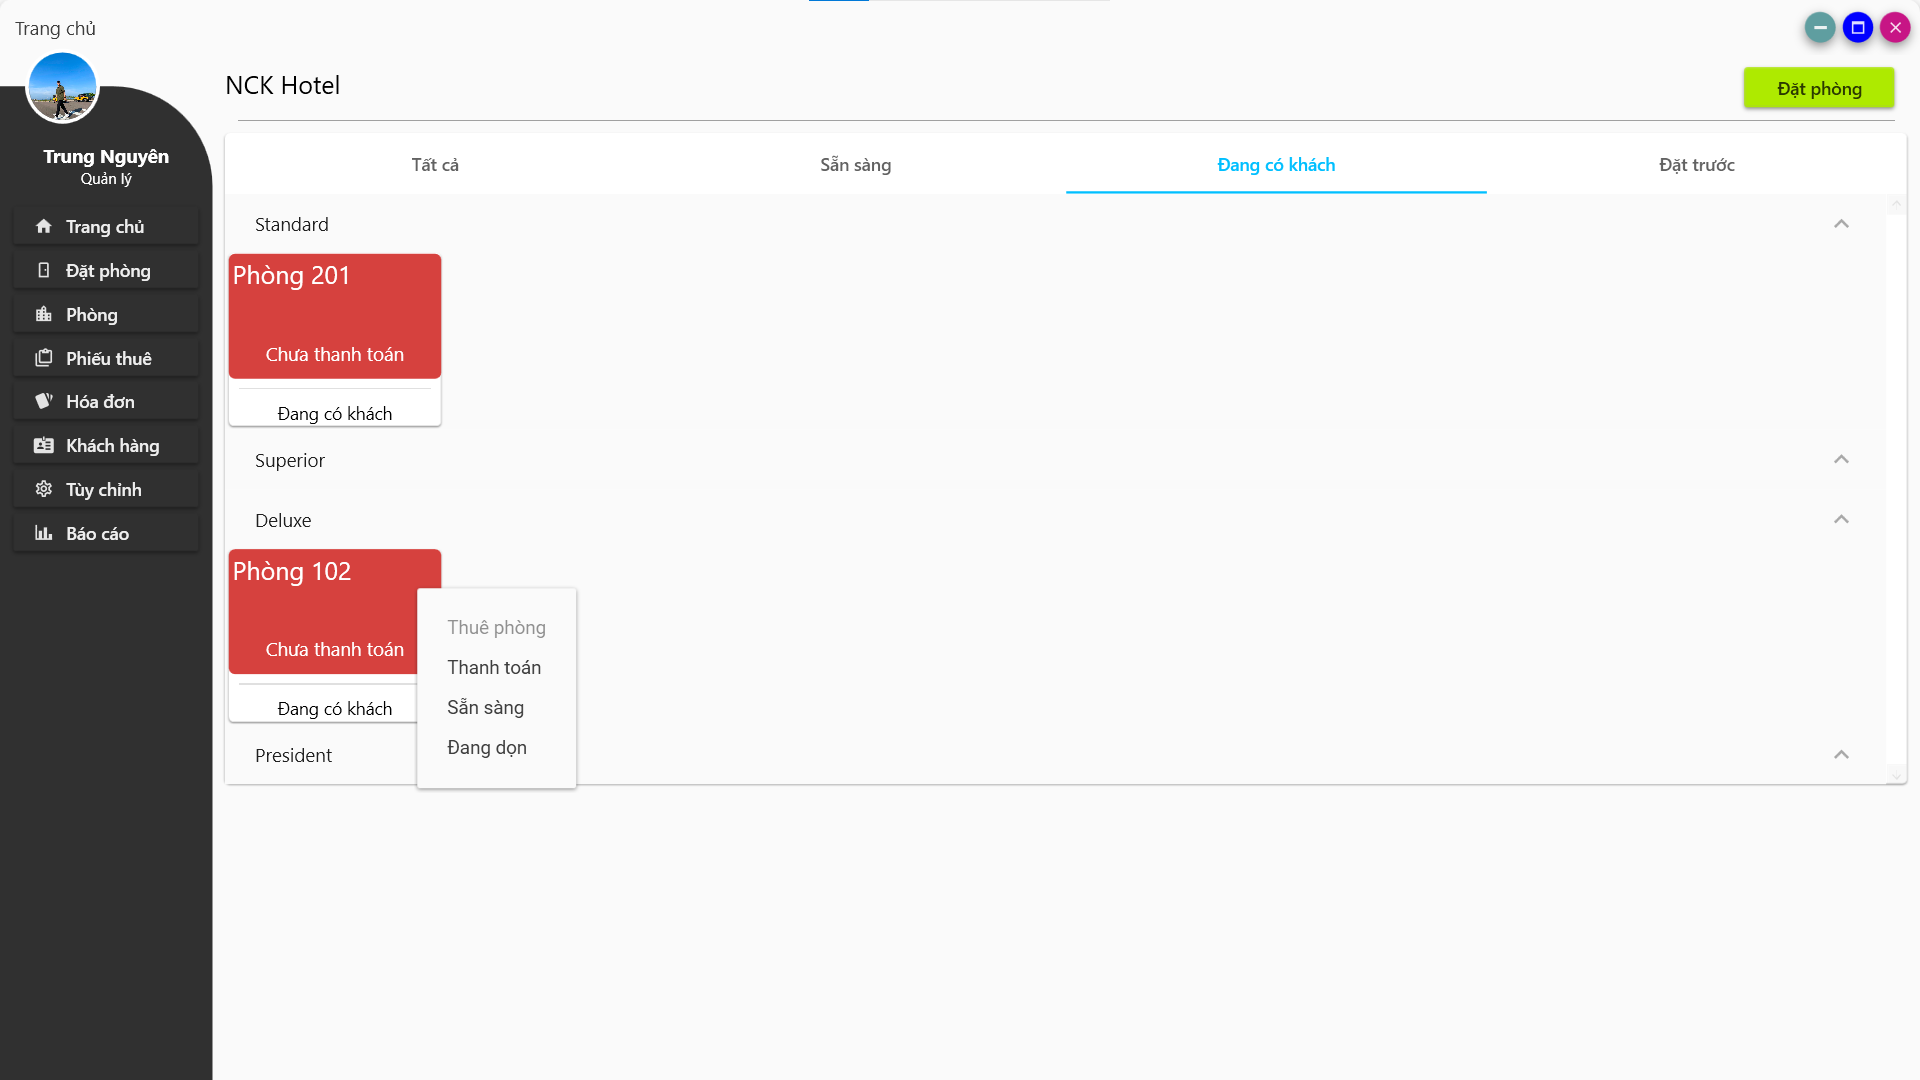 Trang chủ
NCK Hotel
Đặt phòng
Trung Nguyên
Quản lý
Trang chủ
Đặt phòng
Phòng
Phiếu thuê
Hóa đơn
Khách hàng
Tùy chỉnh
Báo cáo
Tất cả
Sẵn sàng
Đang có khách
Đặt trước
Standard
Phòng 201
Chưa thanh toán
Đang có khách
Superior
Deluxe
Phòng 102
Chưa thanh toán
Đang có khách
Thuê phòng
Thanh toán
Sẵn sàng
Đang dọn
President